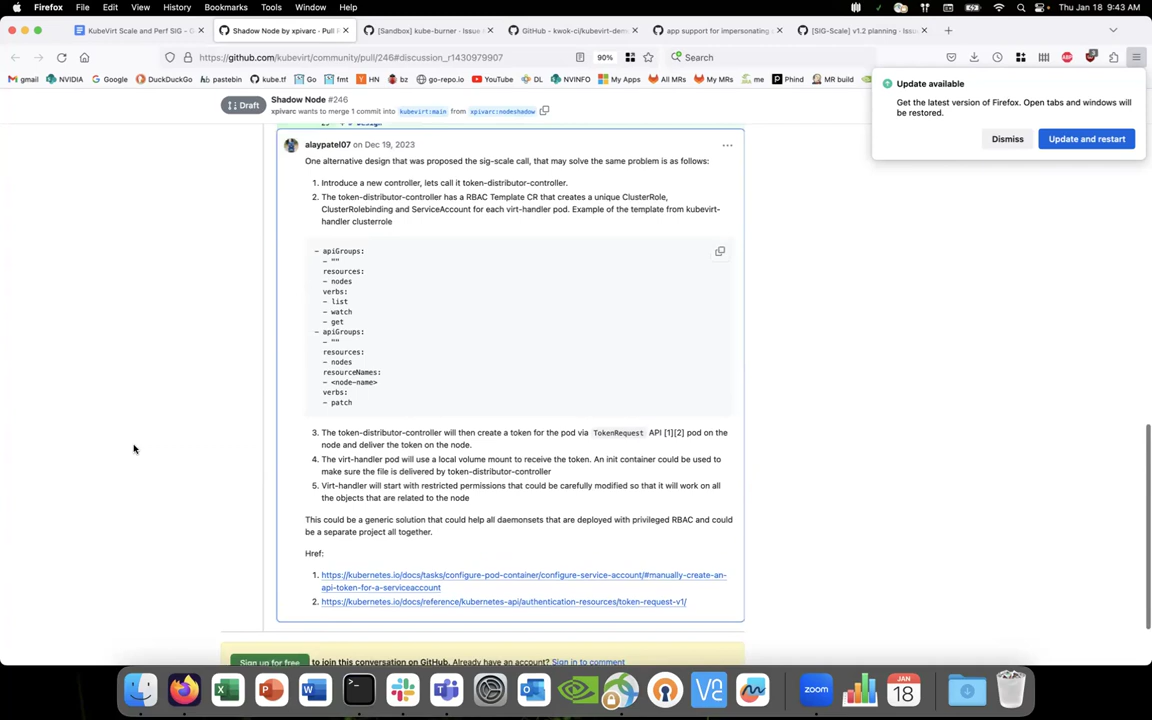 Firefox File Edit View History Bookmarks Tools Window Help Thu Jan 18 9:43 AM
KubeVirt Scale and Perf SIG - G Shadow Node by xpivarc · Pull R [Sandbox] kube-burner · Issue GitHub - kwok-ci/kubevirt-dem app support for impersonating [SIG-Scale] v1.2 planning · Issu
https://github.com/kubevirt/community/pull/246#discussion_r1430979907 90% Search
gmail NVIDIA Google DuckDuckGo pastebin kube.tf Go fmt HN bz go-repo.io YouTube DL NVINFO My Apps All MRs My MRs me Phind MR build
Update available
Get the latest version of Firefox. Open tabs and windows will
be restored.
Dismiss Update and restart
Draft
Shadow Node #246
xpivarc wants to merge 1 commit into kubevirt:main from xpivarc:nodeshadow
alaypatel07 on Dec 19, 2023
One alternative design that was proposed the sig-scale call, that may solve the same problem is as follows:
1. Introduce a new controller, lets call it token-distributor-controller.
2. The token-distributor-controller has a RBAC Template CR that creates a unique ClusterRole,
ClusterRolebinding and ServiceAccount for each virt-handler pod. Example of the template from kubevirt-
handler clusterrole
- apiGroups:
- ""
resources:
- nodes
verbs:
- list
- watch
- get
- apiGroups:
- ""
resources:
- nodes
resourceNames:
- <node-name>
verbs:
- patch
3. The token-distributor-controller will then create a token for the pod via TokenRequest API [1][2] pod on the
node and deliver the token on the node.
4. The virt-handler pod will use a local volume mount to receive the token. An init container could be used to
make sure the file is delivered by token-distributor-controller
5. Virt-handler will start with restricted permissions that could be carefully modified so that it will work on all
the objects that are related to the node
This could be a generic solution that could help all daemonsets that are deployed with privileged RBAC and could
be a separate project all together.
Href:
1. https://kubernetes.io/docs/tasks/configure-pod-container/configure-service-account/#manually-create-an-
api-token-for-a-serviceaccount
2. https://kubernetes.io/docs/reference/kubernetes-api/authentication-resources/token-request-v1/
Sign up for free to join this conversation on GitHub. Already have an account? Sign in to comment
zoom
JAN
18